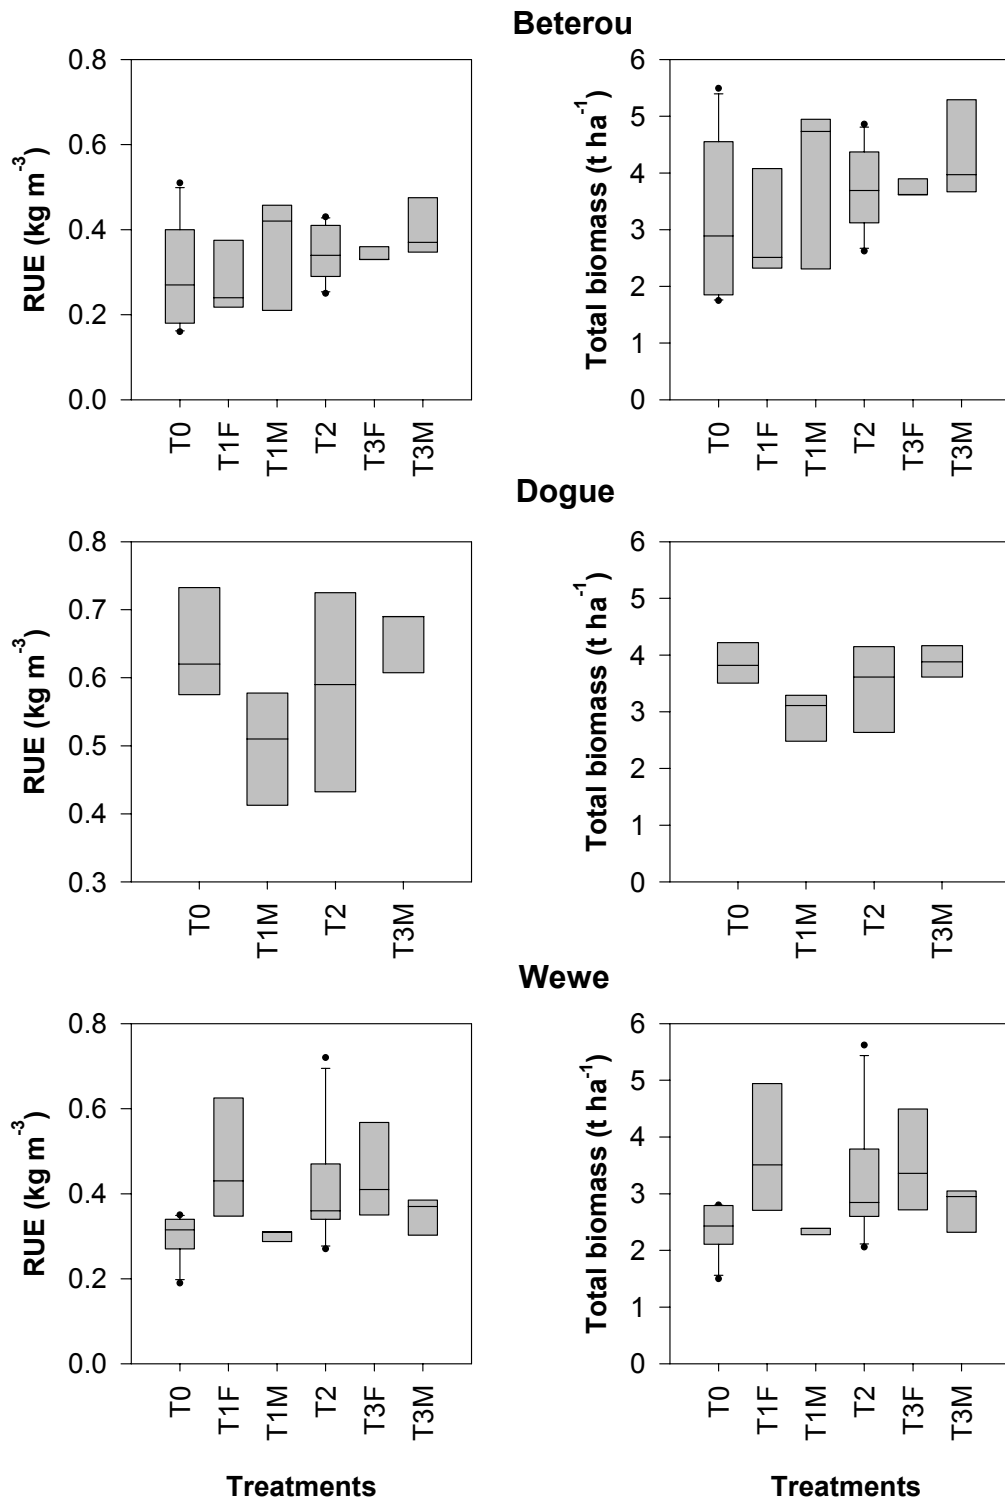 Beterou
RUE (kg m⁻³)
0.8
0.6
0.4
0.2
0.0
T0
T1F
T1M
T2
T3F
T3M
Total biomass (t ha⁻¹)
6
5
4
3
2
1
0
T0
T1F
T1M
T2
T3F
T3M
Dogue
RUE (kg m⁻³)
0.8
0.7
0.6
0.5
0.4
0.3
T0
T1M
T2
T3M
Total biomass (t ha⁻¹)
6
5
4
3
2
1
0
T0
T1M
T2
T3M
Wewe
RUE (kg m⁻³)
0.8
0.6
0.4
0.2
0.0
T0
T1F
T1M
T2
T3F
T3M
Treatments
Total biomass (t ha⁻¹)
6
5
4
3
2
1
0
T0
T1F
T1M
T2
T3F
T3M
Treatments